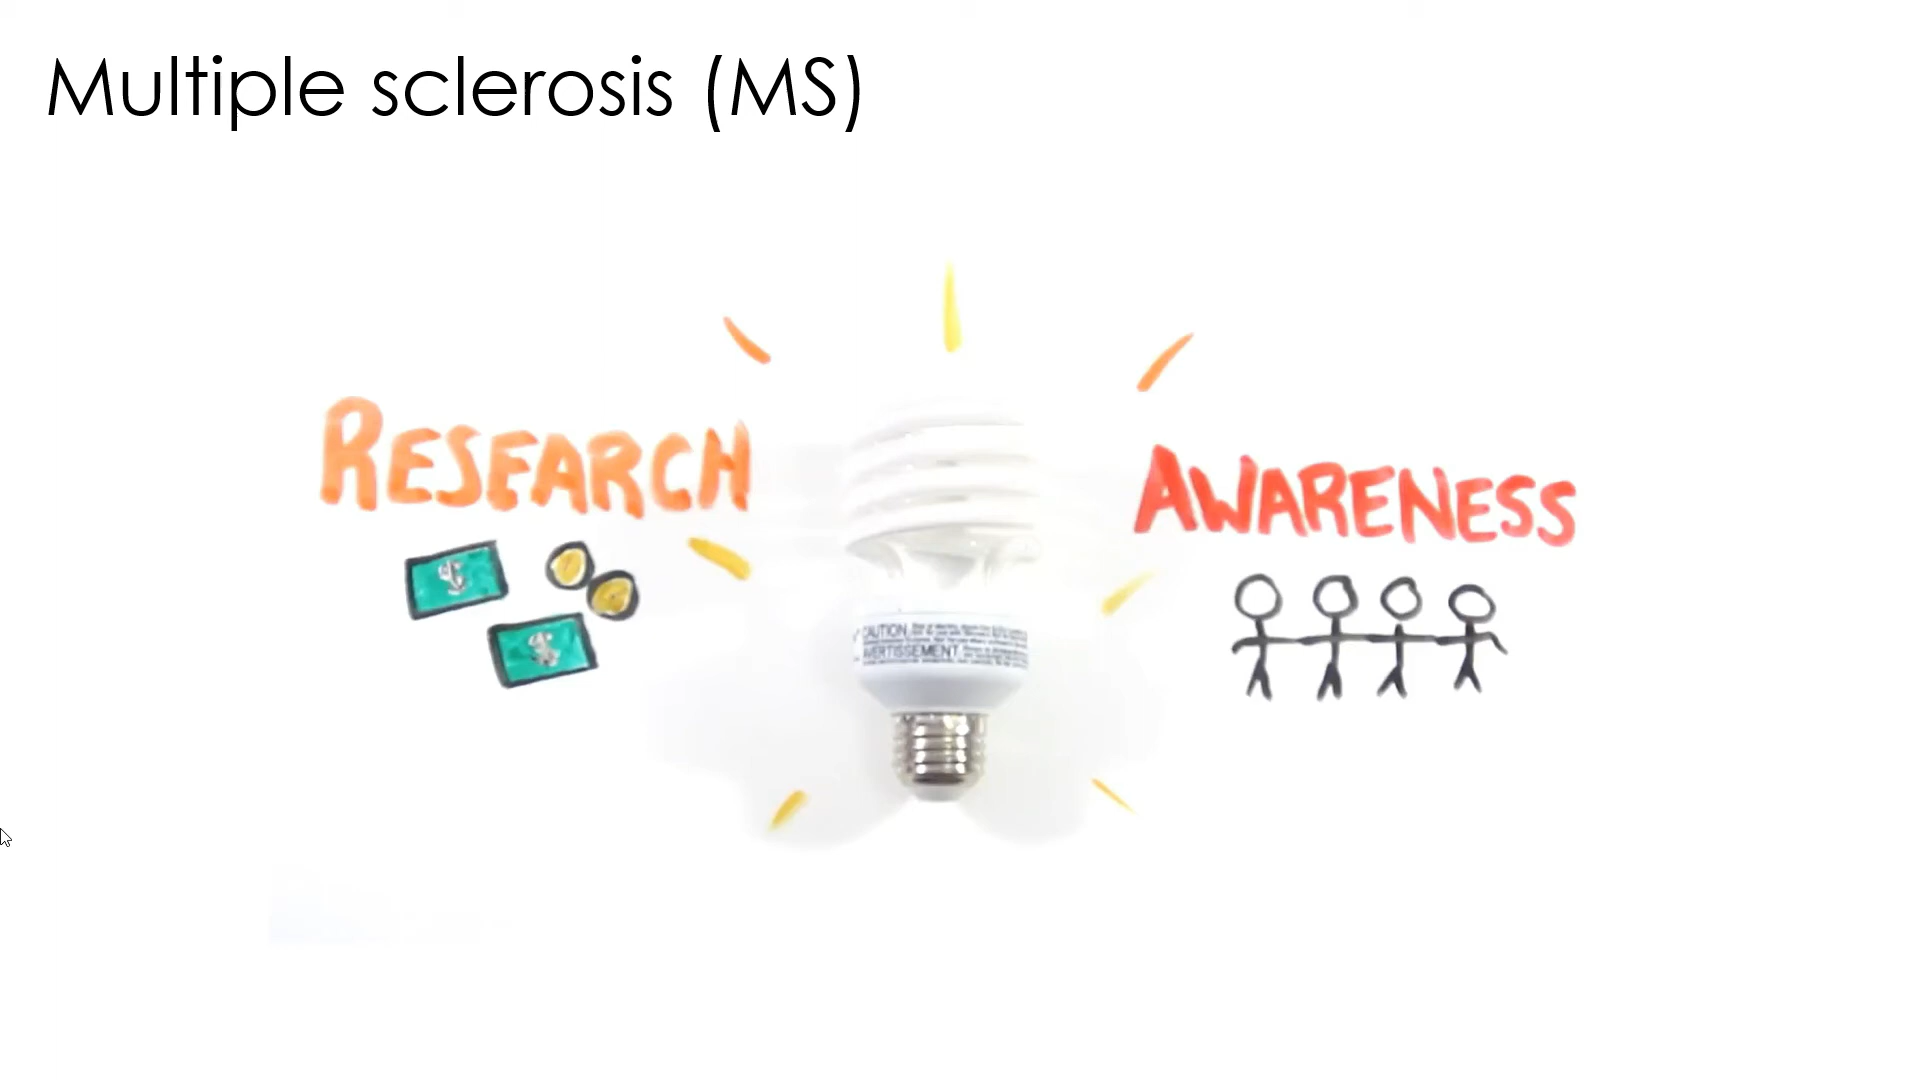 Multiple sclerosis (MS)
RESEARCH
AWARENESS
$
$
CAUTION
AVERTISSEMENT